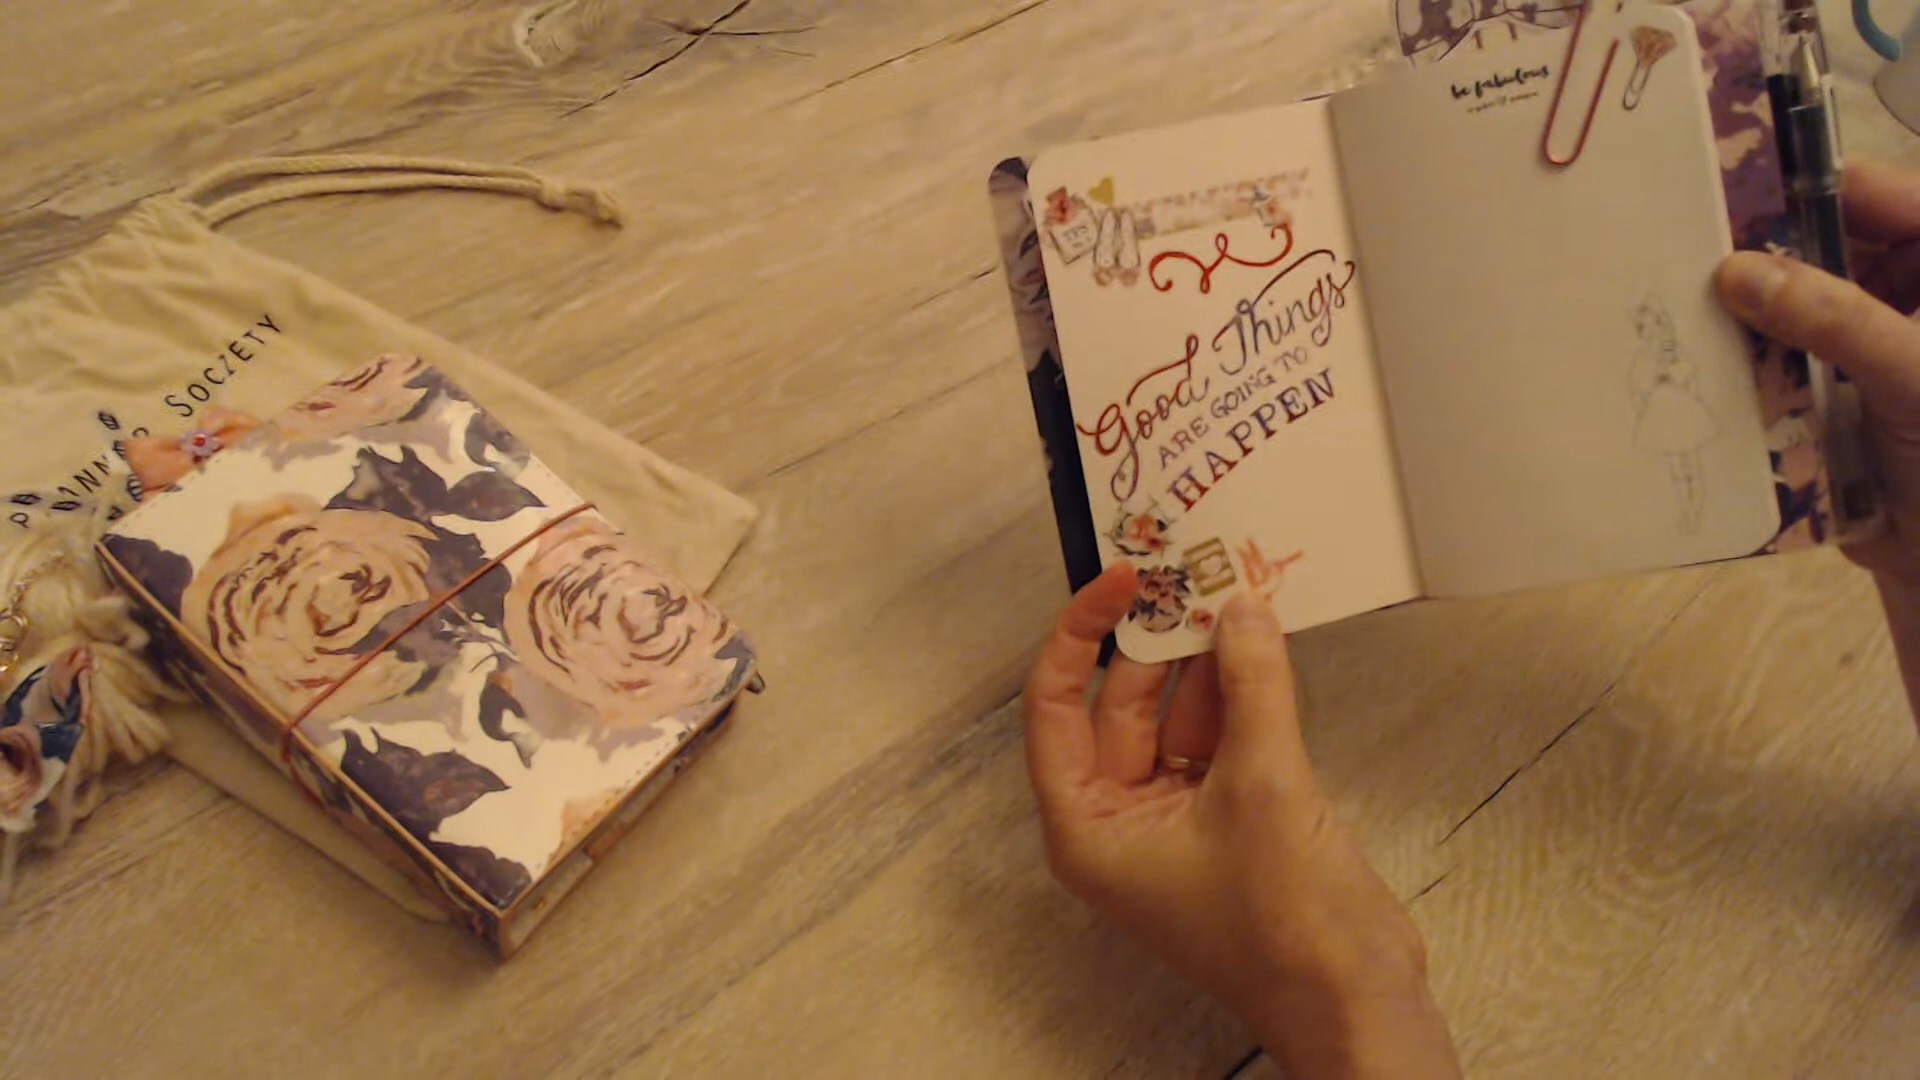 SOCIETY
be fabulous
Good Things
ARE GOING TO
HAPPEN